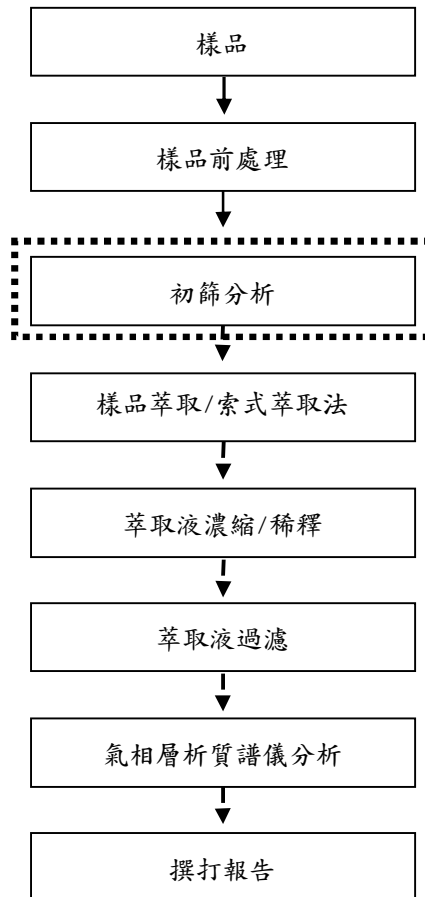 樣品
樣品前處理
初篩分析
樣品萃取/索式萃取法
萃取液濃縮/稀釋
萃取液過濾
氣相層析質譜儀分析
撰打報告